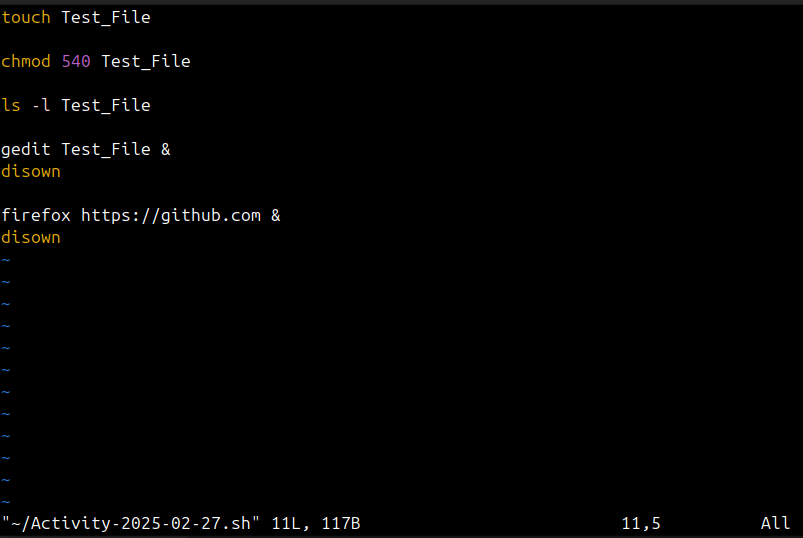 touch Test_File
chmod 540 Test_File
ls -l Test_File
gedit Test_File &
disown
firefox https://github.com &
disown
~
~
~
~
~
~
~
~
~
~
~
~
"~/Activity-2025-02-27.sh" 11L, 117B 11,5 All